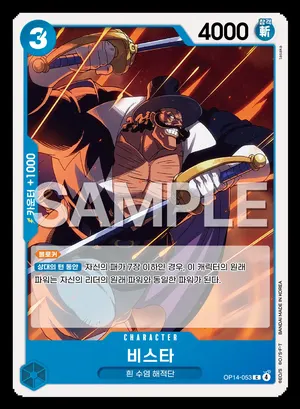 3
4000
참격
斬
카운터 +1000
SAMPLE
블로커
상대의 턴 동안 자신의 패가 7장 이하인 경우, 이 캐릭터의 원래
파워는 자신의 리더의 원래 파워와 동일한 파워가 된다.
CHARACTER
비스타
흰 수염 해적단
OP14-053
BANDAI MADE IN KOREA